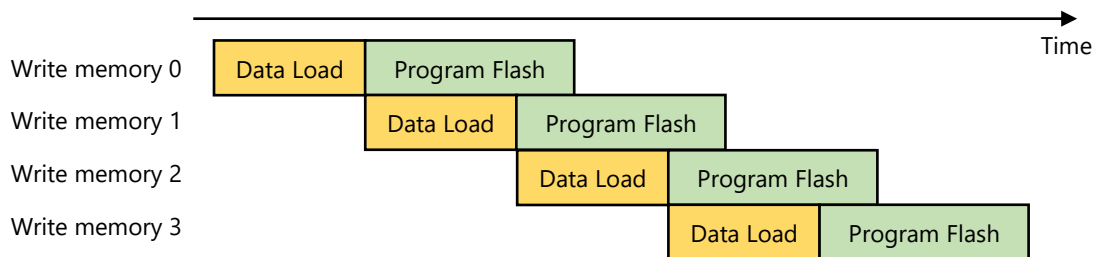 Time
Write memory 0 Data Load Program Flash
Write memory 1 Data Load Program Flash
Write memory 2 Data Load Program Flash
Write memory 3 Data Load Program Flash